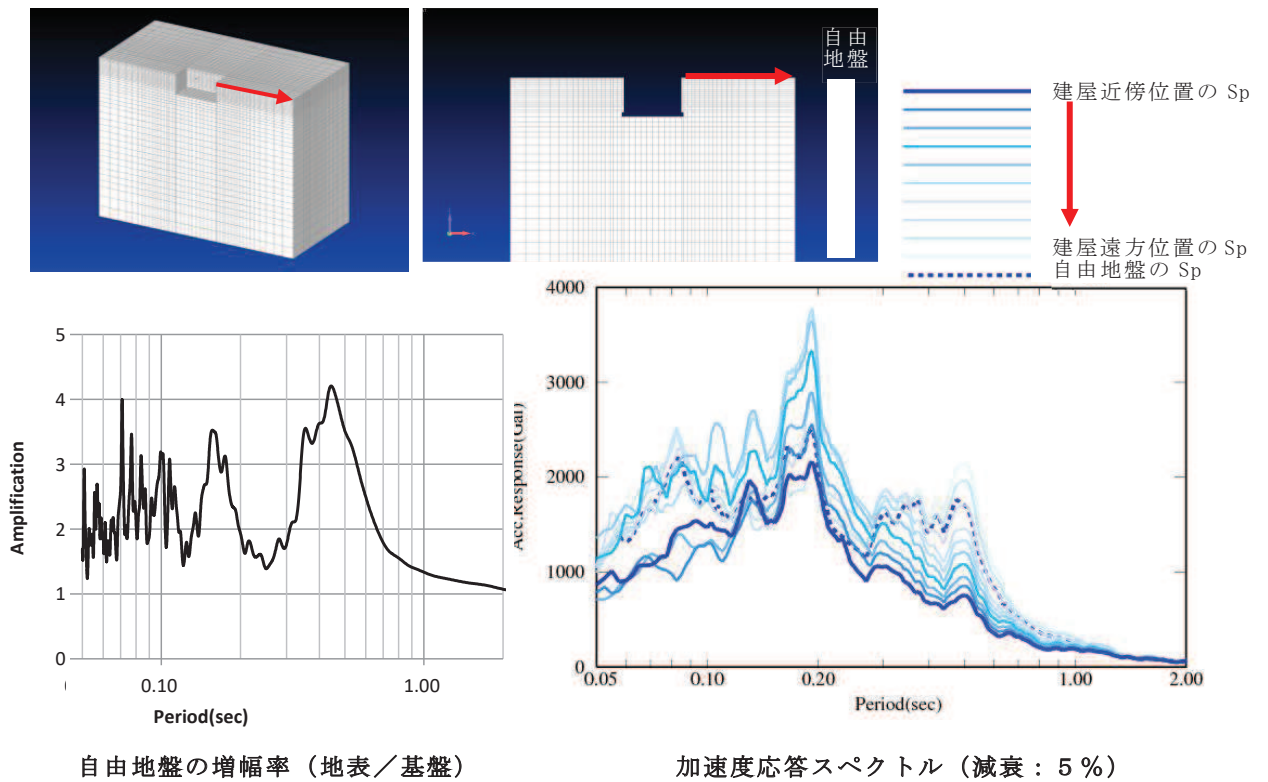 自由
地盤
建屋近傍位置の Sp
建屋遠方位置の Sp
自由地盤の Sp
5
4
3
2
1
0
Amplification
0.10
1.00
Period(sec)
自由地盤の増幅率（地表／基盤）
4000
3000
2000
1000
0
Acc.Response(Gal)
0.05
0.10
0.20
1.00
2.00
Period(sec)
加速度応答スペクトル（減衰：５％）